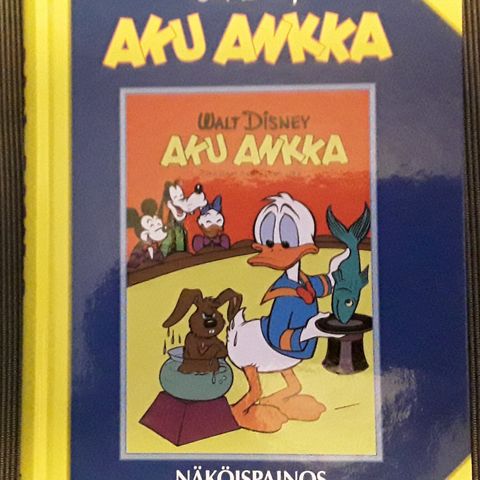 AKU ANKKA
WALT DISNEY
AKU ANKKA
NÄKÖISPAINOS